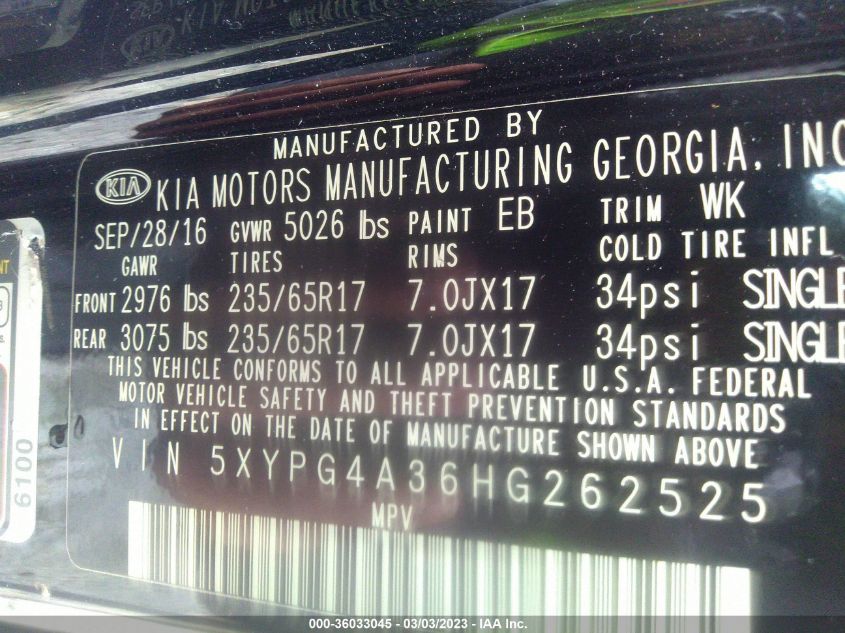 MANUFACTURED BY
KIA KIA MOTORS MANUFACTURING GEORGIA, INC
SEP/28/16 GVWR 5026 lbs PAINT EB TRIM WK
GAWR TIRES RIMS COLD TIRE INFL
FRONT 2976 lbs 235/65R17 7.0JX17 34psi SINGLE
REAR 3075 lbs 235/65R17 7.0JX17 34psi SINGLE
THIS VEHICLE CONFORMS TO ALL APPLICABLE U.S.A. FEDERAL
MOTOR VEHICLE SAFETY AND THEFT PREVENTION STANDARDS
IN EFFECT ON THE DATE OF MANUFACTURE SHOWN ABOVE
VIN 5XYPG4A36HG262525
MPV
6100
000-36033045 / 03/03/2023 - IAA Inc.